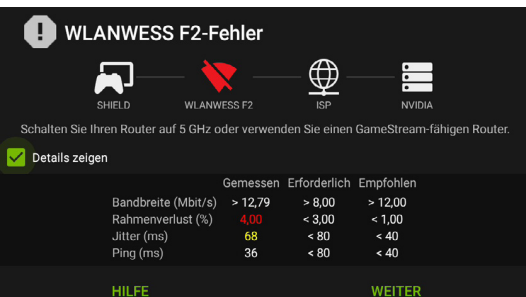 WLANWESS F2-Fehler
SHIELD WLANWESS F2 ISP NVIDIA
Schalten Sie Ihren Router auf 5 GHz oder verwenden Sie einen GameStream-fähigen Router.
Details zeigen
Gemessen Erforderlich Empfohlen
Bandbreite (Mbit/s) > 12,79 > 8,00 > 12,00
Rahmenverlust (%) 4,00 < 3,00 < 1,00
Jitter (ms) 68 < 80 < 40
Ping (ms) 36 < 80 < 40
HILFE WEITER